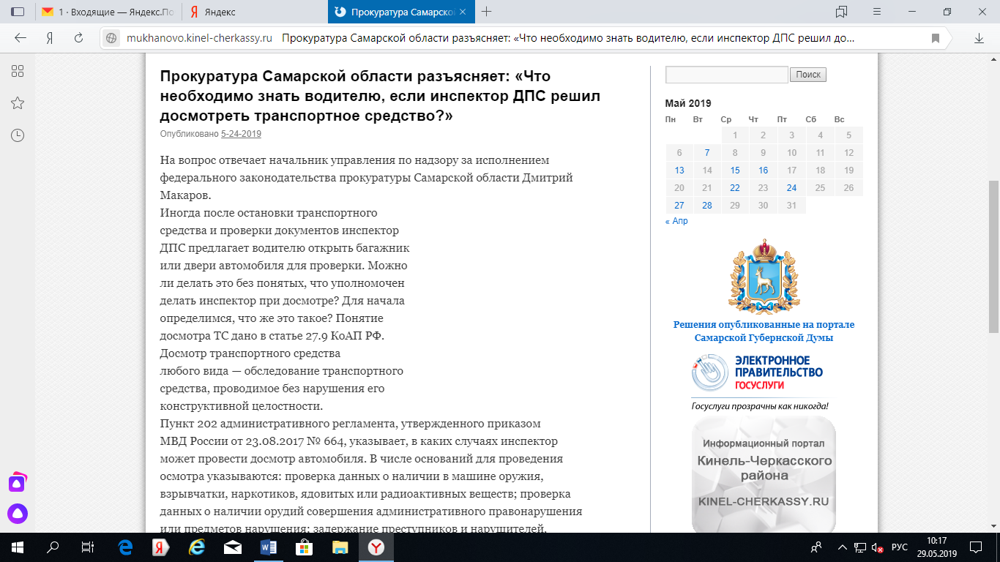 1 · Входящие — Яндекс.По
Яндекс
Прокуратура Самарской
mukhanovo.kinel-cherkassy.ru Прокуратура Самарской области разъясняет: «Что необходимо знать водителю, если инспектор ДПС решил до...
Прокуратура Самарской области разъясняет: «Что
необходимо знать водителю, если инспектор ДПС решил
досмотреть транспортное средство?»
Опубликовано 5-24-2019
На вопрос отвечает начальник управления по надзору за исполнением
федерального законодательства прокуратуры Самарской области Дмитрий
Макаров.
Иногда после остановки транспортного
средства и проверки документов инспектор
ДПС предлагает водителю открыть багажник
или двери автомобиля для проверки. Можно
ли делать это без понятых, что уполномочен
делать инспектор при досмотре? Для начала
определимся, что же это такое? Понятие
досмотра ТС дано в статье 27.9 КоАП РФ.
Досмотр транспортного средства
любого вида — обследование транспортного
средства, проводимое без нарушения его
конструктивной целостности.
Пункт 202 административного регламента, утвержденного приказом
МВД России от 23.08.2017 № 664, указывает, в каких случаях инспектор
может провести досмотр автомобиля. В числе оснований для проведения
осмотра указываются: проверка данных о наличии в машине оружия,
взрывчатки, наркотиков, ядовитых или радиоактивных веществ; проверка
данных о наличии орудий совершения административного правонарушения
или предметов нарушения; задержание преступников и нарушителей.
Поиск
Май 2019
Пн Вт Ср Чт Пт Сб Вс
1 2 3 4 5
6 7 8 9 10 11 12
13 14 15 16 17 18 19
20 21 22 23 24 25 26
27 28 29 30 31
« Апр
Решения опубликованные на портале
Самарской Губернской Думы
ЭЛЕКТРОННОЕ
ПРАВИТЕЛЬСТВО
ГОСУСЛУГИ
Госуслуги прозрачны как никогда!
Информационный портал
Кинель-Черкасского
района
KINEL-CHERKASSY.RU
РУС
10:17
29.05.2019